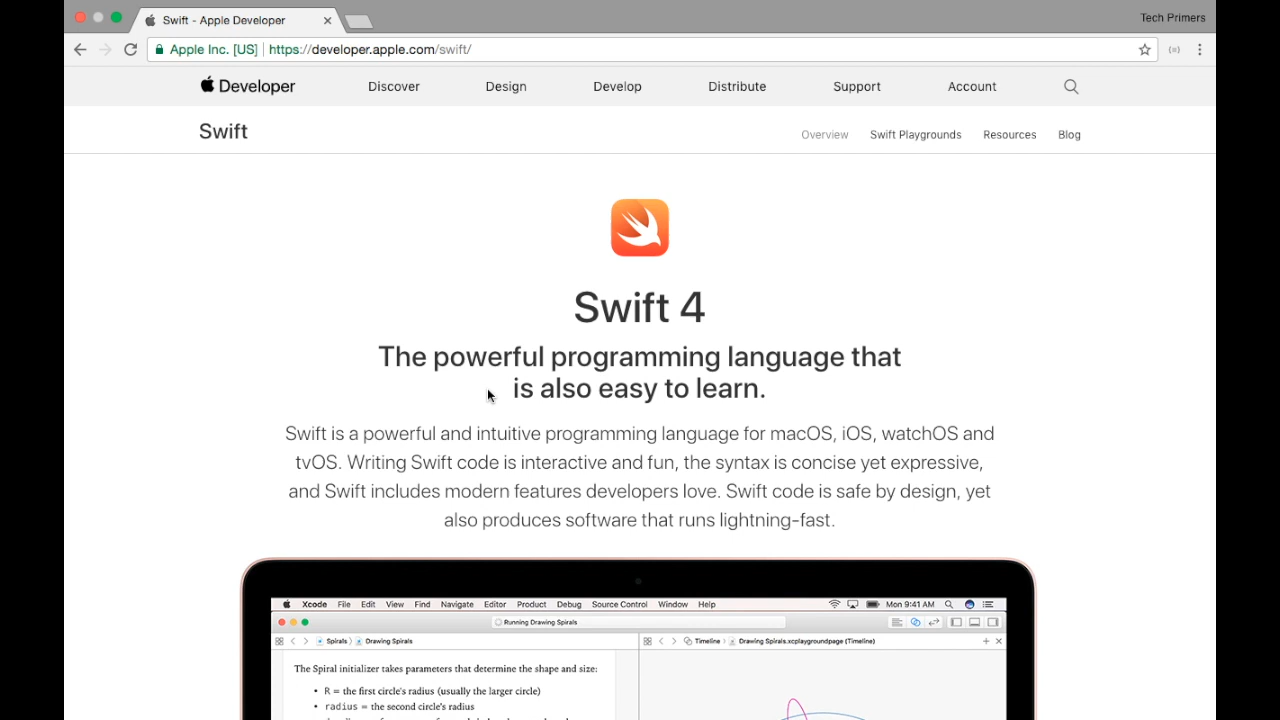 Swift - Apple Developer
Tech Primers
Apple Inc. [US] https://developer.apple.com/swift/
Developer Discover Design Develop Distribute Support Account
Swift
Overview Swift Playgrounds Resources Blog
Swift 4
The powerful programming language that
is also easy to learn.
Swift is a powerful and intuitive programming language for macOS, iOS, watchOS and
tvOS. Writing Swift code is interactive and fun, the syntax is concise yet expressive,
and Swift includes modern features developers love. Swift code is safe by design, yet
also produces software that runs lightning-fast.
Xcode File Edit View Find Navigate Editor Product Debug Source Control Window Help Mon 9:41 AM
Running Drawing Spirals
Spirals Drawing Spirals
Timeline Drawing Spirals.xcplaygroundpage (Timeline)
The Spiral initializer takes parameters that determine the shape and size:
• R = the first circle's radius (usually the larger circle)
• radius = the second circle's radius